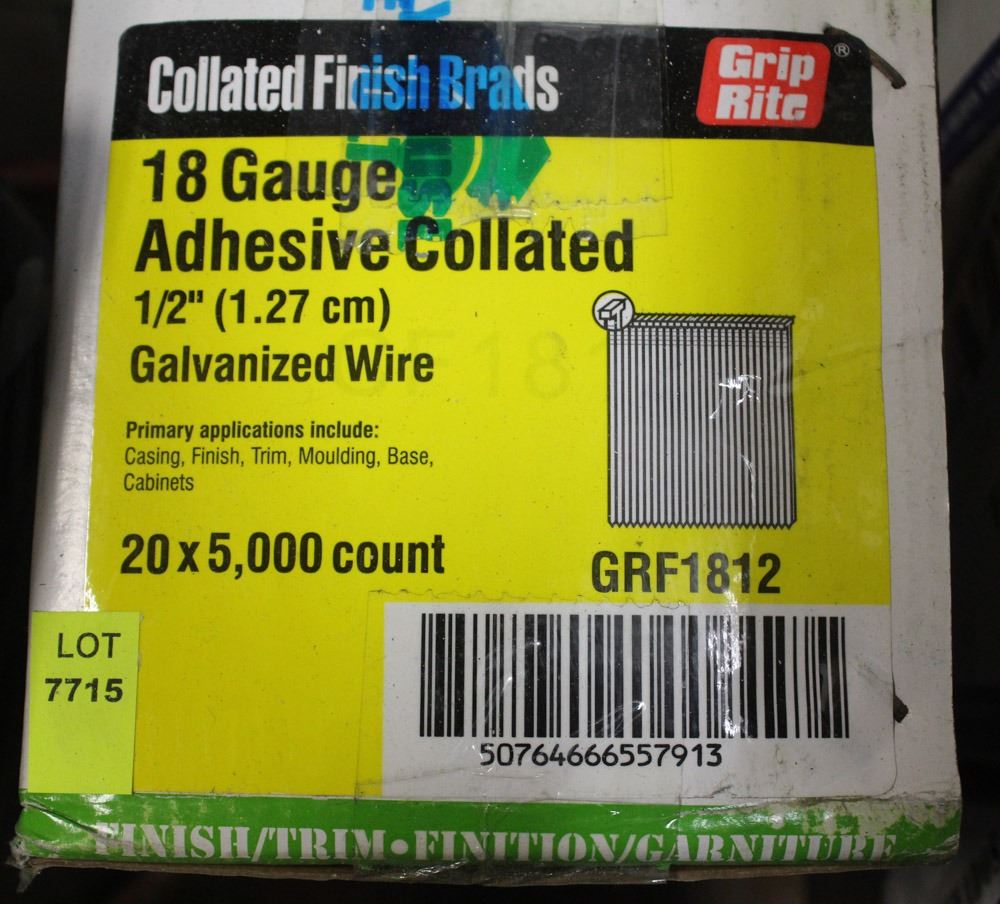 Collated Finish Brads
Grip
Rite®
18 Gauge
Adhesive Collated
1/2" (1.27 cm)
Galvanized Wire
Primary applications include:
Casing, Finish, Trim, Moulding, Base,
Cabinets
20 x 5,000 count
GRF1812
LOT
7715
50764666557913
FINISH/TRIM•FINITION/GARNITURE